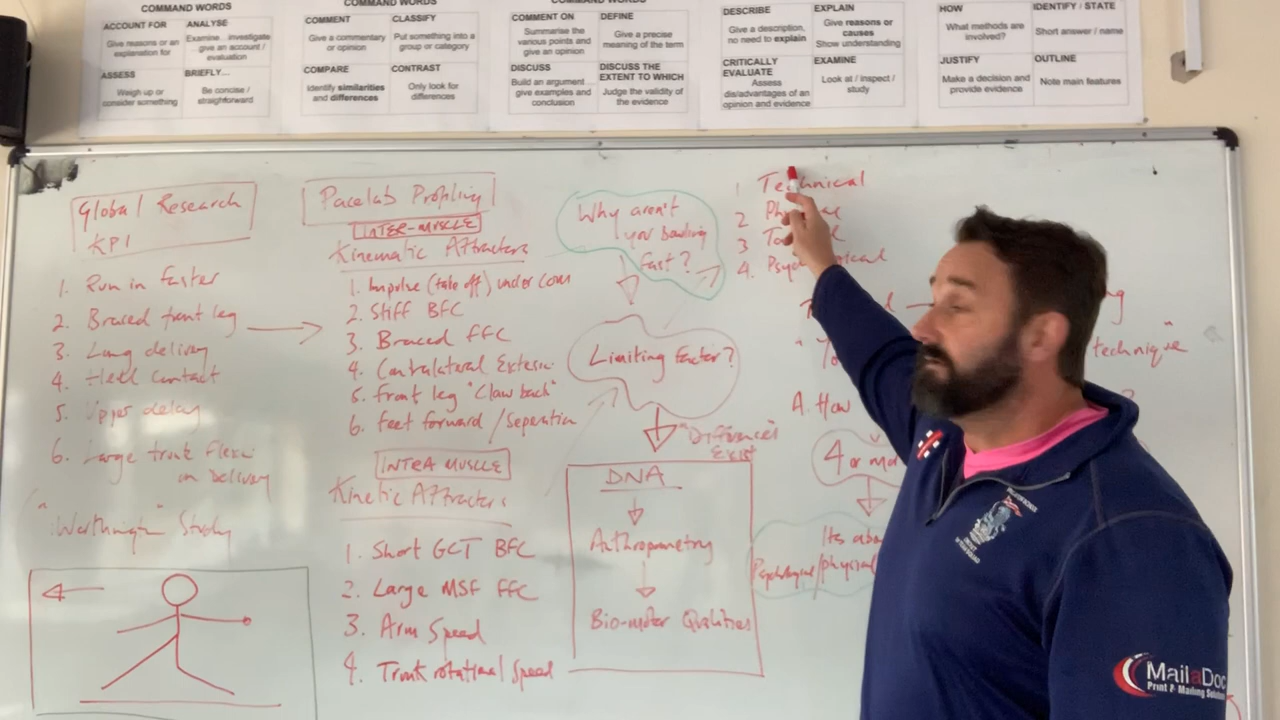 COMMAND WORDS
ACCOUNT FOR
Give reasons or an
explanation for
ANALYSE
Examine... investigate
give an account /
evaluation
ASSESS
Weigh up or
consider something
BRIEFLY...
Be concise /
straightforward
COMMAND WORDS
COMMENT
Give a commentary
or opinion
CLASSIFY
Put something into a
group or category
COMPARE
Identify similarities
and differences
CONTRAST
Only look for
differences
COMMAND WORDS
COMMENT ON
Summarise the
various points and
give an opinion
DEFINE
Give a precise
meaning of the term
DISCUSS
Build an argument
give examples and
conclusion
DISCUSS THE
EXTENT TO WHICH
Judge the validity of
the evidence
DESCRIBE
Give a description,
no need to explain
EXPLAIN
Give reasons or
causes
Show understanding
CRITICALLY
EVALUATE
Assess
dis/advantages of an
opinion and evidence
EXAMINE
Look at / inspect /
study
HOW
What methods are
involved?
IDENTIFY / STATE
Short answer / name
JUSTIFY
Make a decision and
provide evidence
OUTLINE
Note main features
Global Research
KPI
1. Run in faster
2. Braced front leg
3. Long delivery
4. Heel contact
5. Upper delay
6. Large trunk
on Delivery
"Worthington" Study
Pacelab Profiling
INTER-MUSCLE
Kinematic Attractors
1. Impulse (take off) under com
2. Stiff BFC
3. Braced FFC
4. Contralateral
5. Front leg "Claw back"
6. Feet forward / Seperation
INTRA MUSCLE
Kinetic Attractors
1. Short GCT BFC
2. Large MSF FFC
3. Arm Speed
4. Trunk rotational Speed
Why aren't
you bowling
fast?
Limiting factor?
"Differences
Exist
DNA
Anthropometry
Bio-motor Qualities
1 Technical
2
3
4.
technique"
A. How
4 or
Its
MailaDoc
Print & Mailing